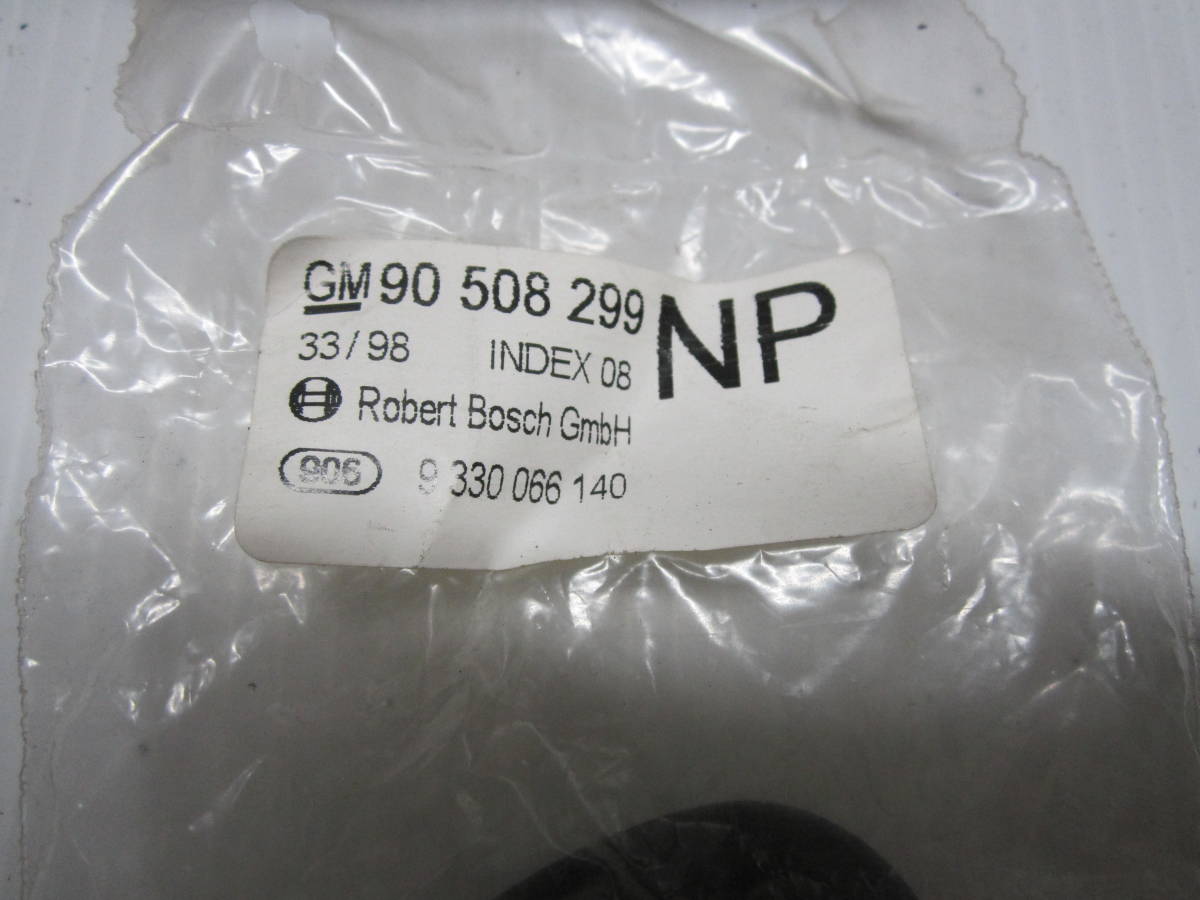 GM 90 508 299 NP
33/98 INDEX 08
Robert Bosch GmbH
906 9 330 066 140